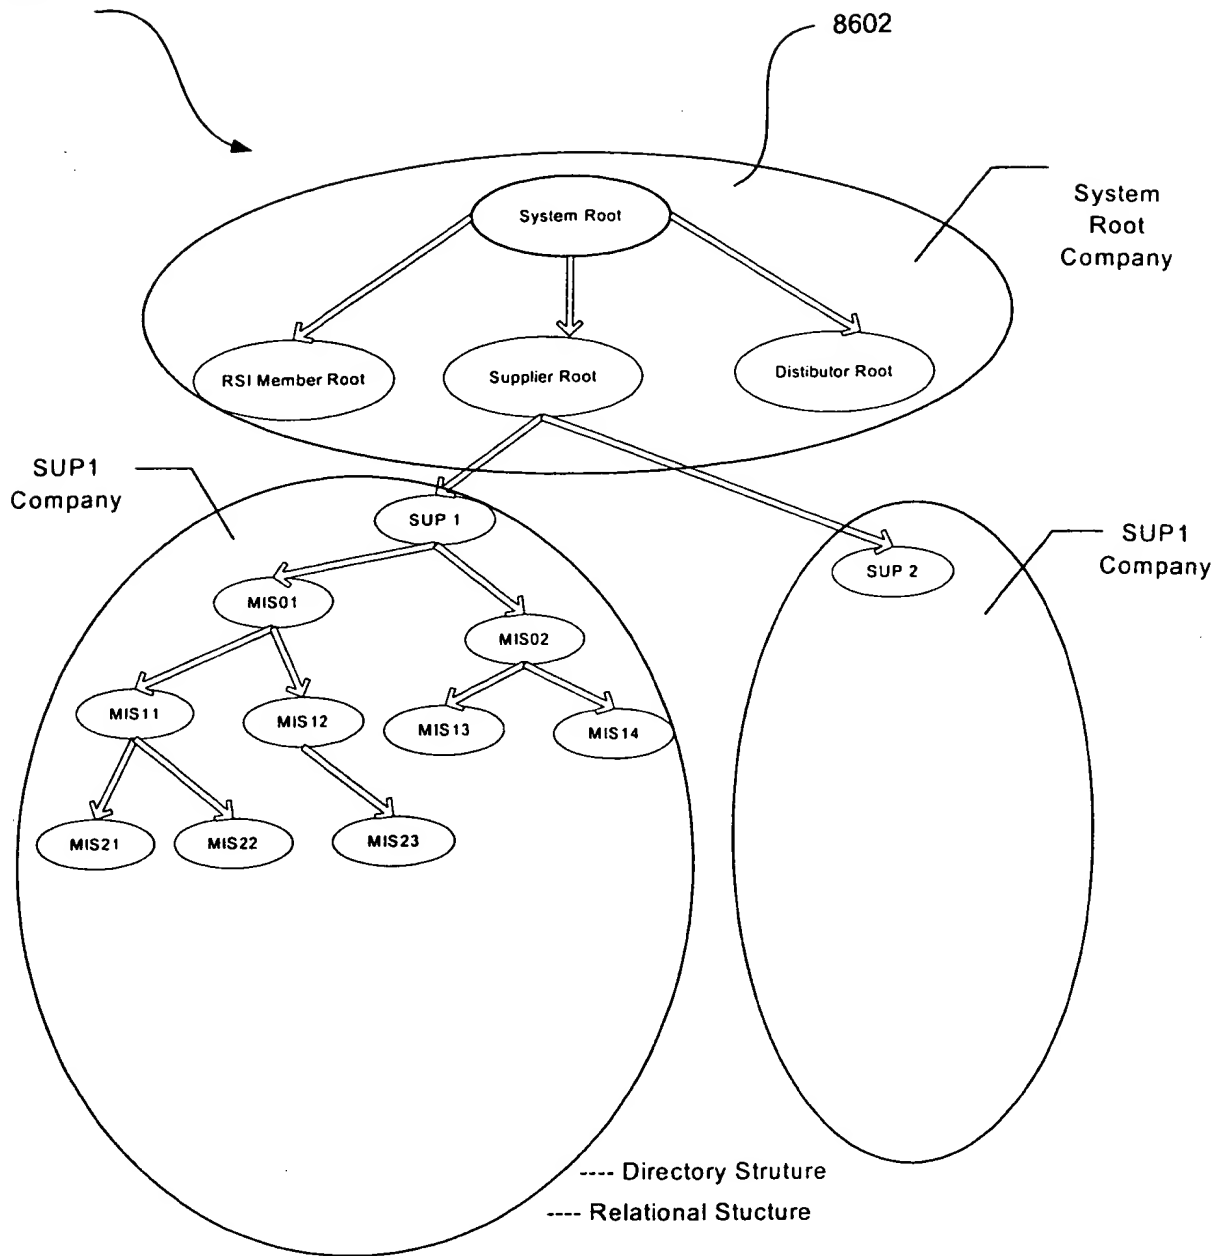 8602
System Root
System
Root
Company
RSI Member Root
Supplier Root
Distibutor Root
SUP1
Company
SUP 1
SUP1
Company
SUP 2
MIS01
MIS02
MIS11
MIS12
MIS13
MIS14
MIS21
MIS22
MIS23
---- Directory Struture
---- Relational Stucture